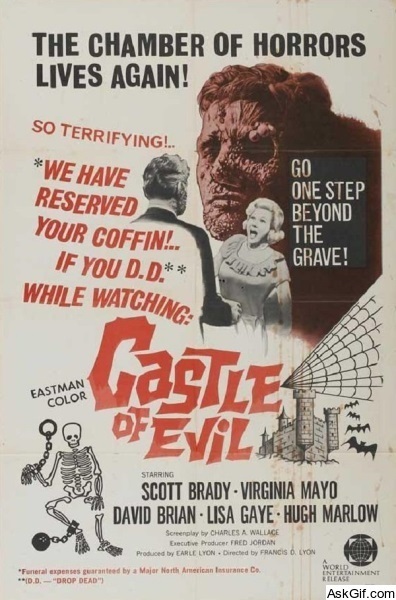 THE CHAMBER OF HORRORS
LIVES AGAIN!
SO TERRIFYING!..
*WE HAVE
RESERVED
YOUR COFFIN!..
IF YOU D.D.**
WHILE WATCHING:
GO
ONE STEP
BEYOND
THE
GRAVE!
CASTLE
OF EVIL
EASTMAN
COLOR
STARRING
SCOTT BRADY · VIRGINIA MAYO
DAVID BRIAN · LISA GAYE · HUGH MARLOW
Screenplay by CHARLES A. WALLACE
Executive Producer FRED JORDAN
Produced by EARLE LYON · Directed by FRANCIS D. LYON
*Funeral expenses guaranteed by a Major North American Insurance Co.
**(D.D. — "DROP DEAD")
A
WORLD
ENTERTAINMENT
RELEASE
AskGif.com